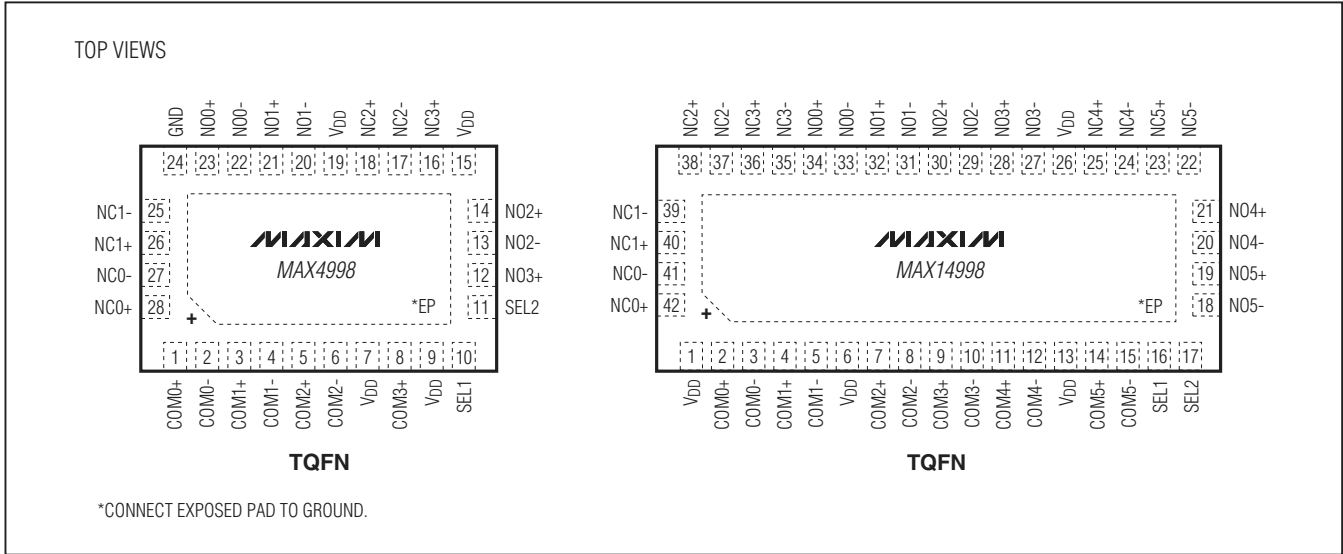 TOP VIEWS
GND NO0+ NO0- NO1+ NO1- VDD NC2+ NC2- NC3+ VDD
24 23 22 21 20 19 18 17 16 15
NC1- 25
NC1+ 26
NC0- 27
NC0+ 28
MAXIM
MAX4998
*EP
+
14 NO2+
13 NO2-
12 NO3+
11 SEL2
1 2 3 4 5 6 7 8 9 10
COM0+ COM0- COM1+ COM1- COM2+ COM2- VDD COM3+ VDD SEL1
TQFN
NC2+ NC2- NC3+ NC3- NO0+ NO0- NO1+ NO1- NO2+ NO2- NO3+ NO3- VDD NC4+ NC4- NC5+ NC5-
38 37 36 35 34 33 32 31 30 29 28 27 26 25 24 23 22
NC1- 39
NC1+ 40
NC0- 41
NC0+ 42
MAXIM
MAX14998
*EP
+
21 NO4+
20 NO4-
19 NO5+
18 NO5-
1 2 3 4 5 6 7 8 9 10 11 12 13 14 15 16 17
VDD COM0+ COM0- COM1+ COM1- VDD COM2+ COM2- COM3+ COM3- COM4+ COM4- VDD COM5+ COM5- SEL1 SEL2
TQFN
*CONNECT EXPOSED PAD TO GROUND.